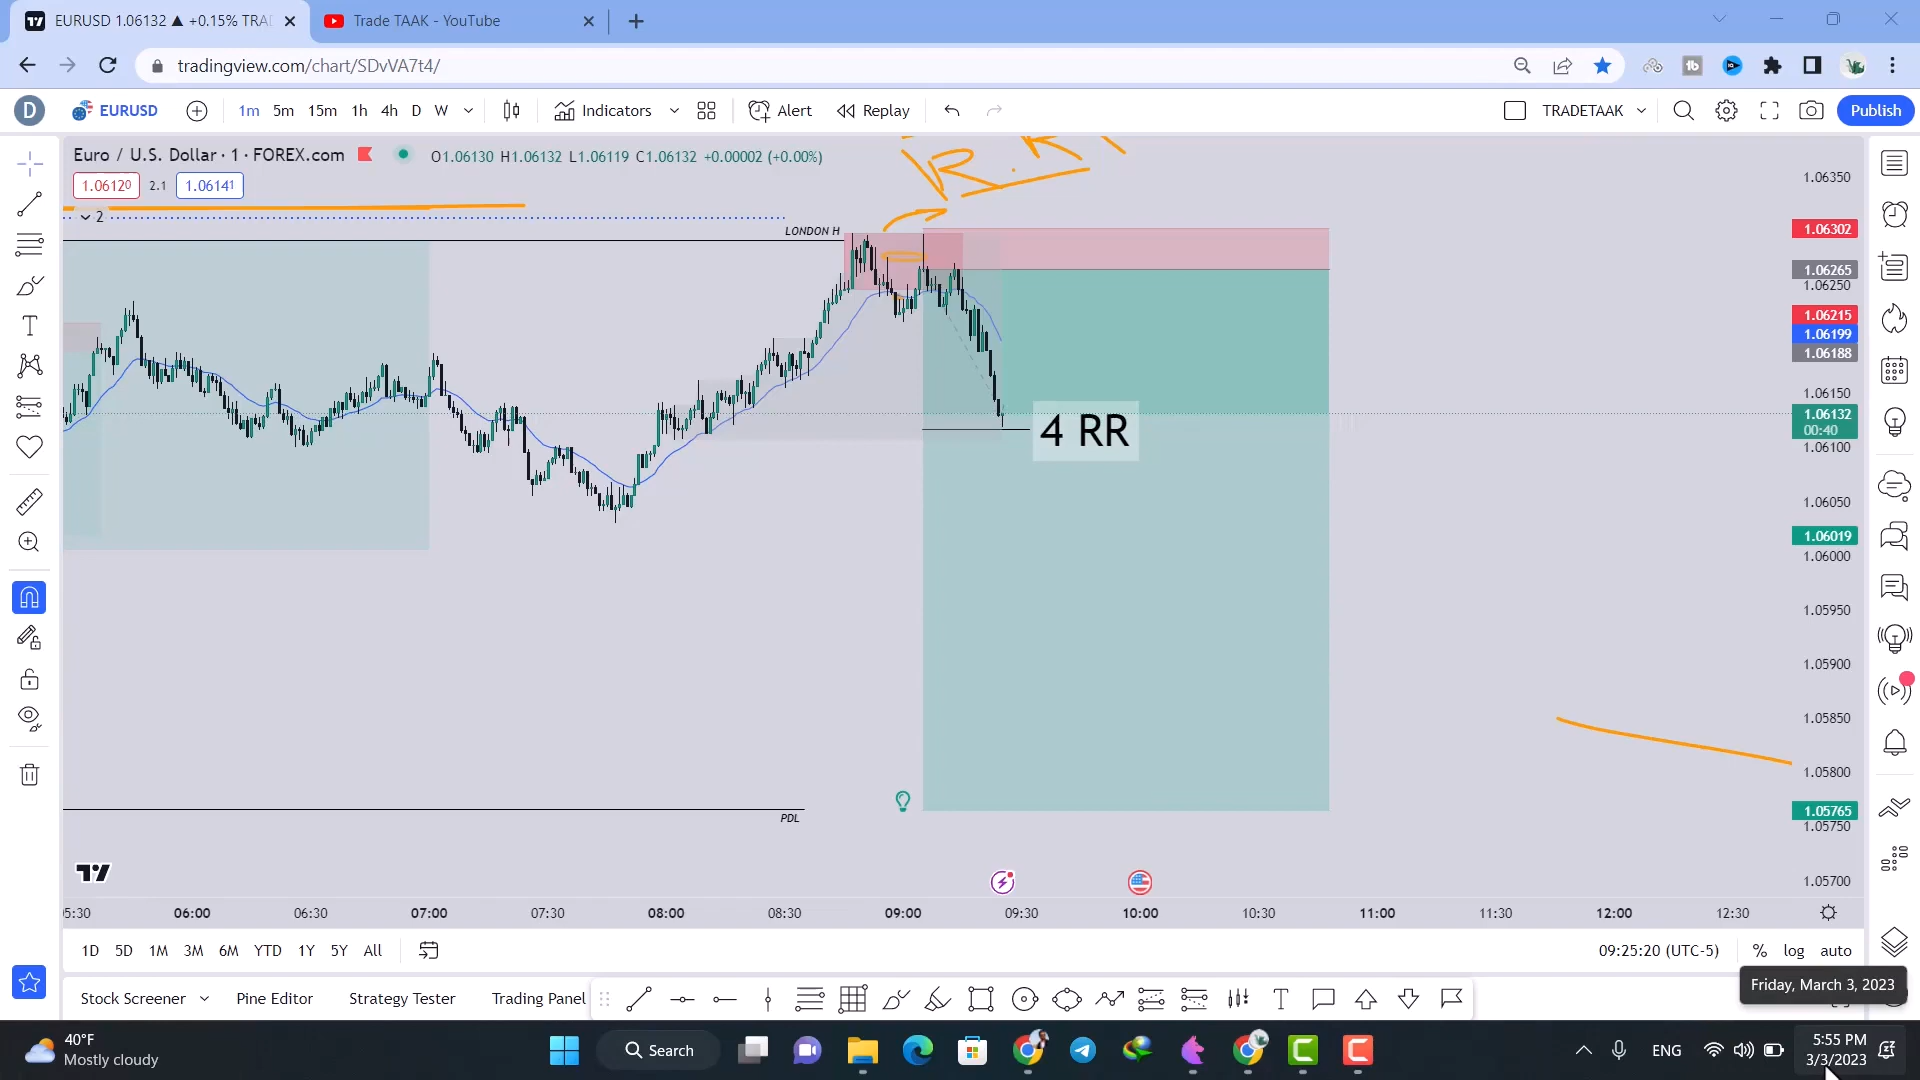 EURUSD 1.06132 ▲ +0.15% TRA
Trade TAAK - YouTube
tradingview.com/chart/SDvVA7t4/
D
EURUSD
1m 5m 15m 1h 4h D W
Indicators
Alert
Replay
TRADETAAK
Publish
Euro / U.S. Dollar · 1 · FOREX.com
O1.06130 H1.06132 L1.06119 C1.06132 +0.00002 (+0.00%)
1.06120 2.1 1.06141
2
R.R
LONDON H
4 RR
PDL
1.06350
1.06302
1.06265
1.06250
1.06215
1.06199
1.06188
1.06150
1.06132
00:40
1.06100
1.06050
1.06019
1.06000
1.05950
1.05900
1.05850
1.05800
1.05765
1.05750
1.05700
5:30 06:00 06:30 07:00 07:30 08:00 08:30 09:00 09:30 10:00 10:30 11:00 11:30 12:00 12:30
1D 5D 1M 3M 6M YTD 1Y 5Y All
09:25:20 (UTC-5) % log auto
Friday, March 3, 2023
Stock Screener Pine Editor Strategy Tester Trading Panel
40°F
Mostly cloudy
Search
ENG
5:55 PM
3/3/2023